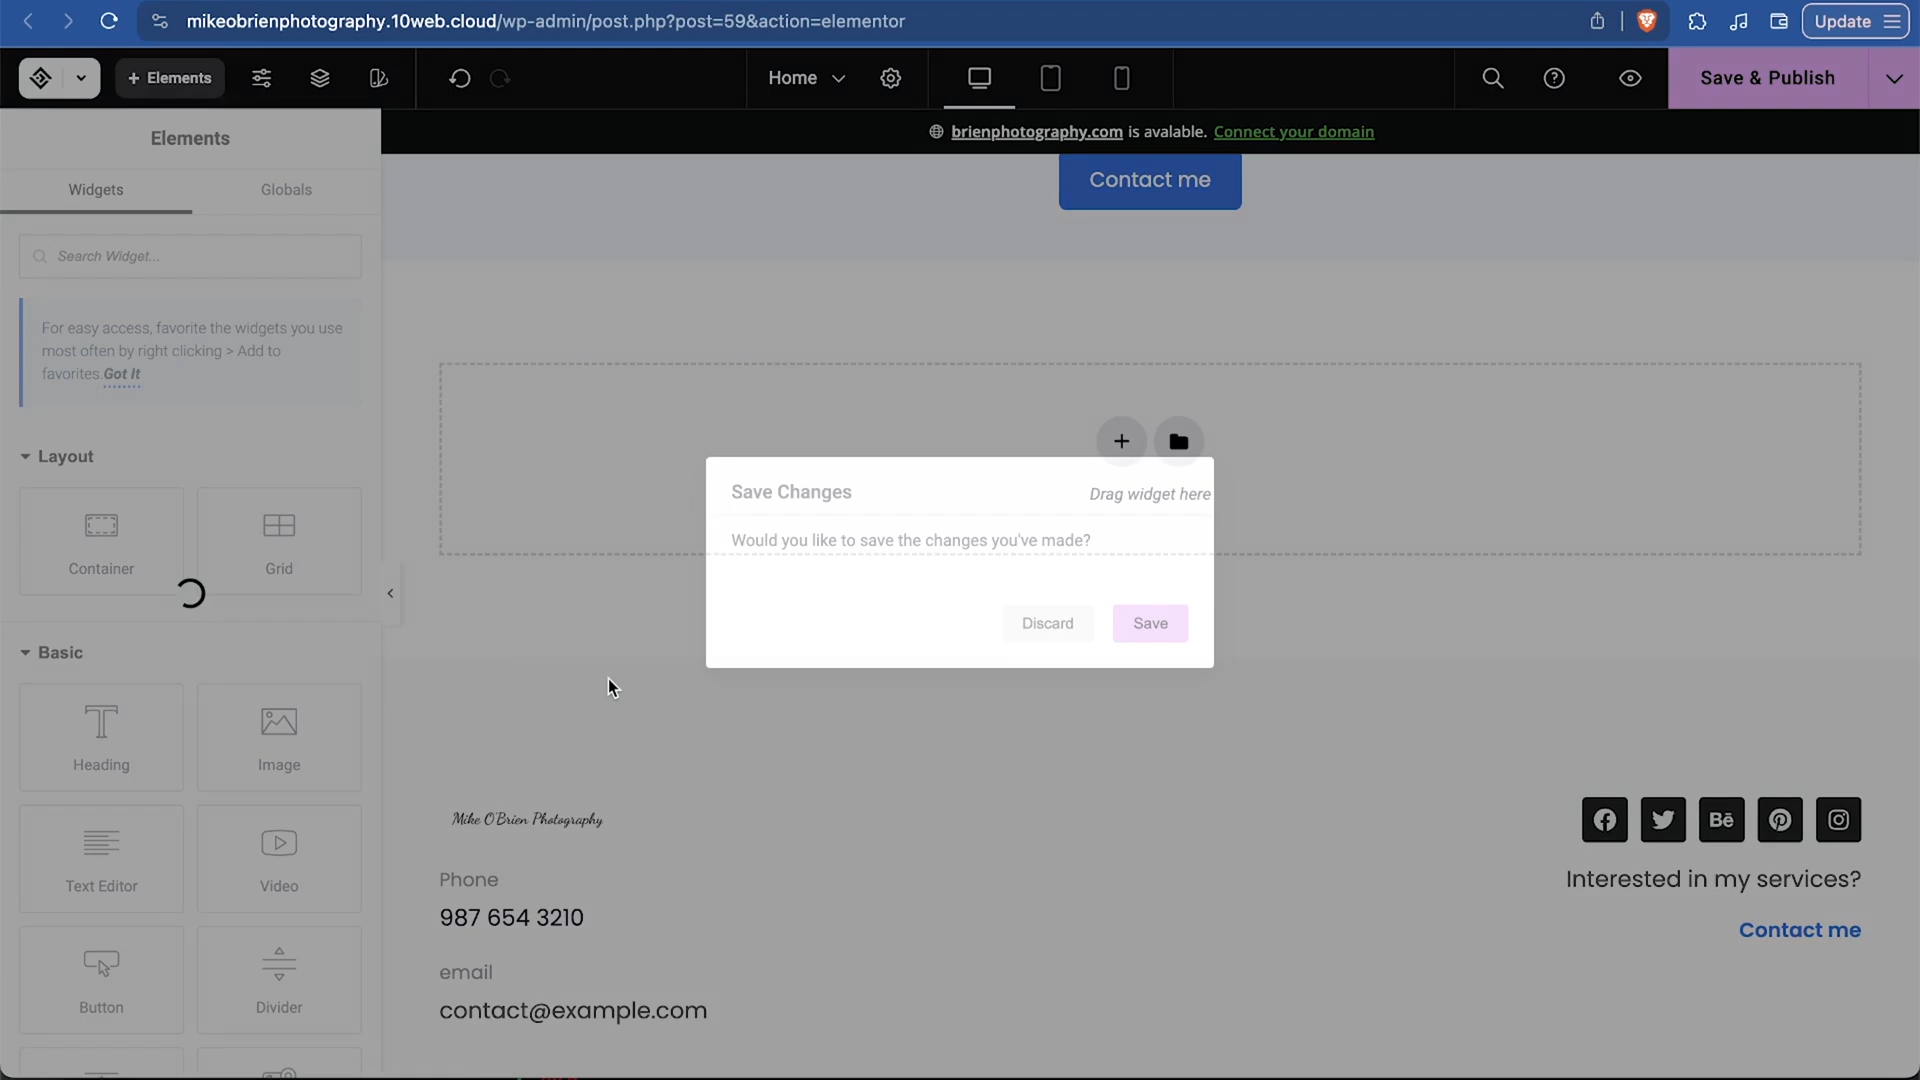 mikeobrienphotography.10web.cloud/wp-admin/post.php?post=59&action=elementor
Update
+ Elements
Home
Save & Publish
brienphotography.com is avalable. Connect your domain
Elements
Widgets
Globals
Search Widget...
For easy access, favorite the widgets you use
most often by right clicking > Add to
favorites Got It
Layout
Container
Grid
Basic
Heading
Image
Text Editor
Video
Button
Divider
Contact me
Drag widget here
Save Changes
Would you like to save the changes you've made?
Discard
Save
Mike O'Brien Photography
Phone
987 654 3210
email
contact@example.com
Bē
Interested in my services?
Contact me